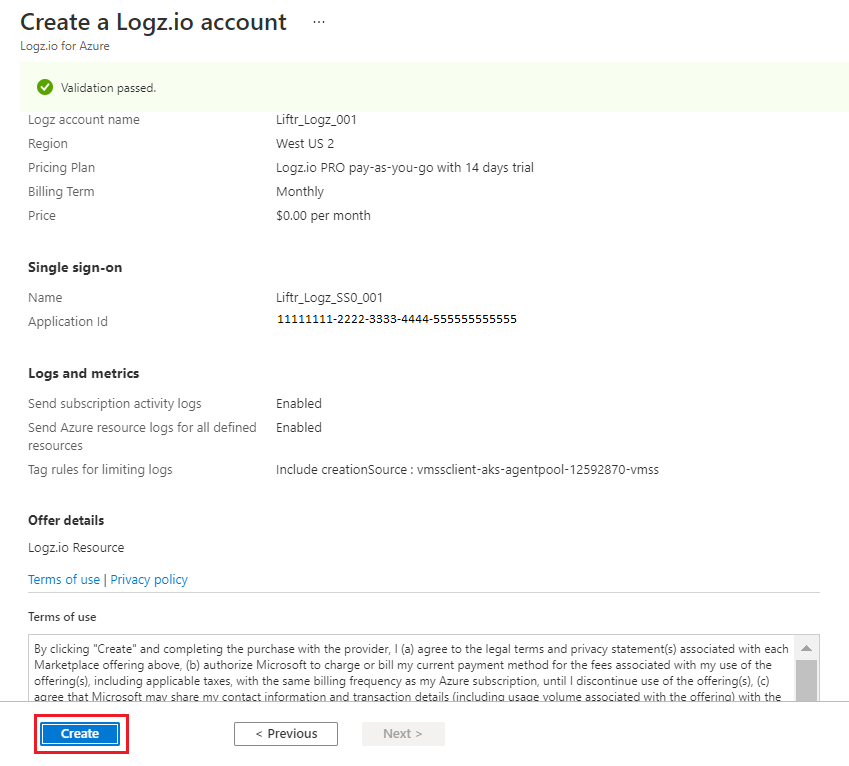 Create a Logz.io account ...
Logz.io for Azure
Validation passed.
Logz account name Liftr_Logz_001
Region West US 2
Pricing Plan Logz.io PRO pay-as-you-go with 14 days trial
Billing Term Monthly
Price $0.00 per month
Single sign-on
Name Liftr_Logz_SS0_001
Application Id 11111111-2222-3333-4444-555555555555
Logs and metrics
Send subscription activity logs Enabled
Send Azure resource logs for all defined Enabled
resources
Tag rules for limiting logs Include creationSource : vmssclient-aks-agentpool-12592870-vmss
Offer details
Logz.io Resource
Terms of use | Privacy policy
Terms of use
By clicking "Create" and completing the purchase with the provider, I (a) agree to the legal terms and privacy statement(s) associated with each
Marketplace offering above, (b) authorize Microsoft to charge or bill my current payment method for the fees associated with my use of the
offering(s), including applicable taxes, with the same billing frequency as my Azure subscription, until I discontinue use of the offering(s), (c)
agree that Microsoft may share my contact information and transaction details (including usage volume associated with the offering) with the
Create < Previous Next >